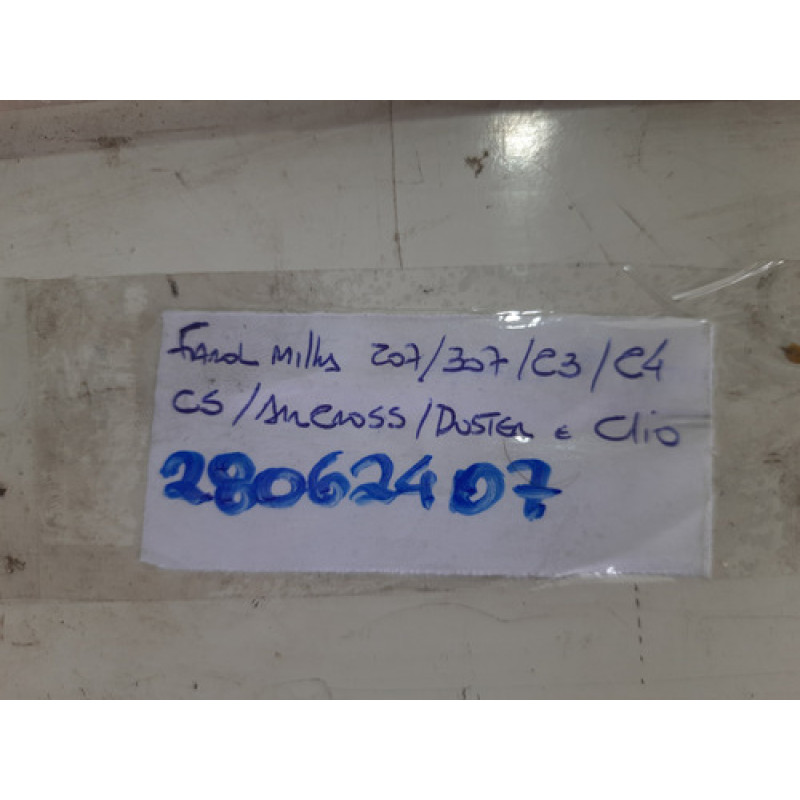 FAROL Milha 207/307/C3/C4
C5/AIRCROSS/DUSTER E Clio
28062407